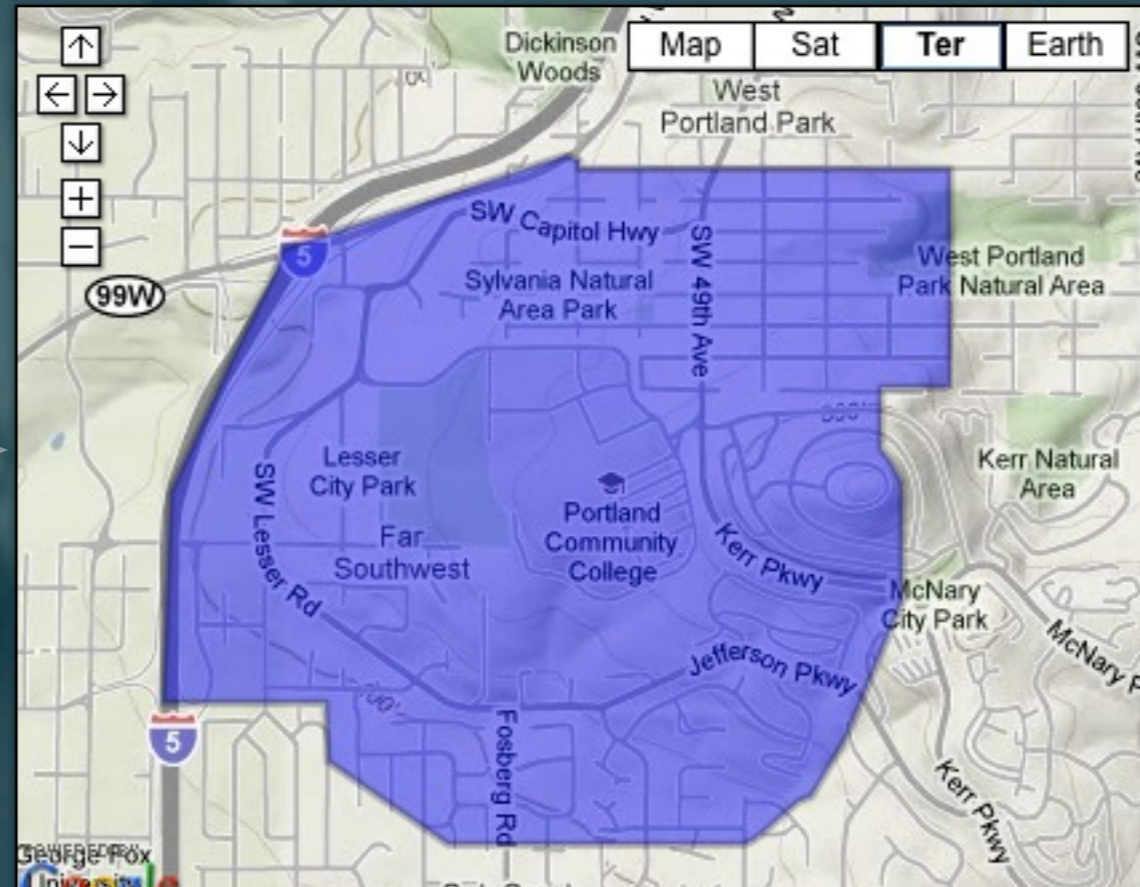 Map
Sat
Ter
Earth
Dickinson
Woods
West
Portland Park
SW Capitol Hwy
5
99W
Sylvania Natural
Area Park
SW 49th Ave
West Portland
Park Natural Area
Lesser
City Park
Kerr Natural
Area
SW Lesser Rd
Far
Southwest
Portland
Community
College
Kerr Pkwy
McNary
City Park
McNary P
Jefferson Pkwy
5
Fosberg Rd
Kerr Pkwy
George Fox
University